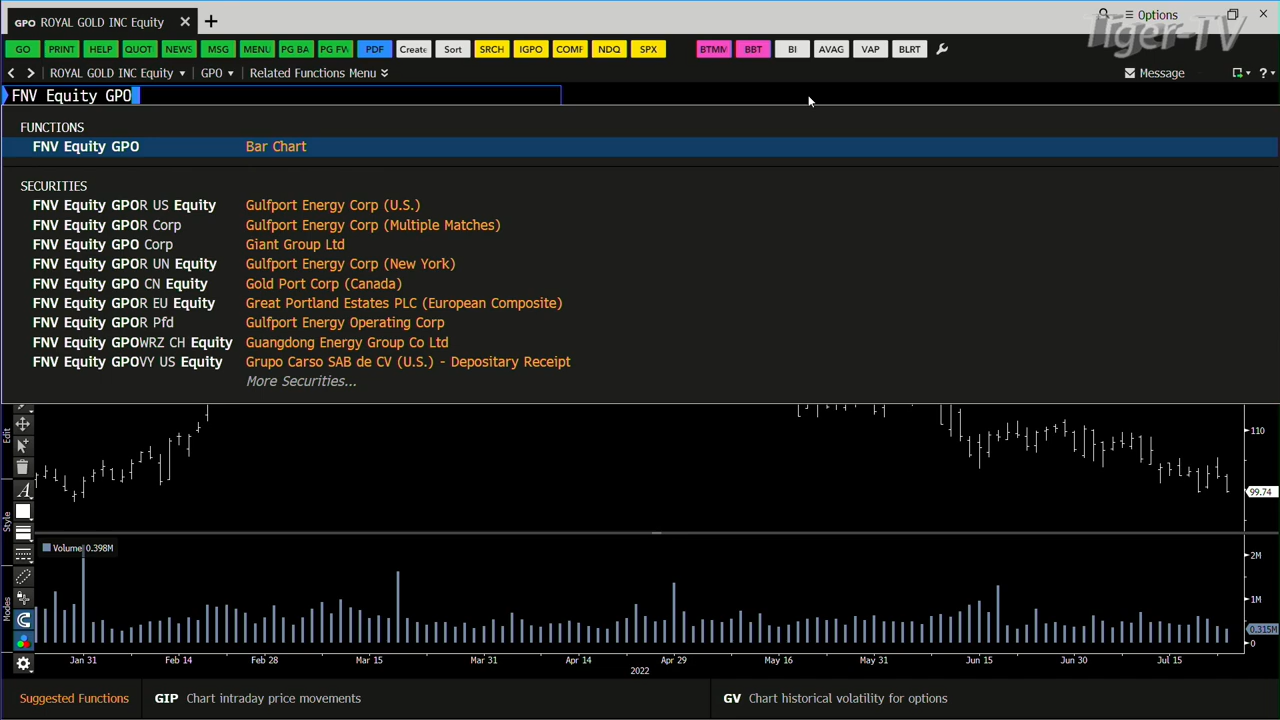 GPO ROYAL GOLD INC Equity × +
Options
Tiger-TV
GO PRINT HELP QUOT NEWS MSG MENU PG BA PG FW PDF Create Sort SRCH IGPO COMF NDQ SPX BTMM BBT BI AVAG VAP BLRT
ROYAL GOLD INC Equity GPO Related Functions Menu Message ?
FNV Equity GPO
FUNCTIONS
FNV Equity GPO Bar Chart
SECURITIES
FNV Equity GPOR US Equity Gulfport Energy Corp (U.S.)
FNV Equity GPOR Corp Gulfport Energy Corp (Multiple Matches)
FNV Equity GPO Corp Giant Group Ltd
FNV Equity GPOR UN Equity Gulfport Energy Corp (New York)
FNV Equity GPO CN Equity Gold Port Corp (Canada)
FNV Equity GPOR EU Equity Great Portland Estates PLC (European Composite)
FNV Equity GPOR Pfd Gulfport Energy Operating Corp
FNV Equity GPOWRZ CH Equity Guangdong Energy Group Co Ltd
FNV Equity GPOVY US Equity Grupo Carso SAB de CV (U.S.) - Depositary Receipt
More Securities...
Edit
110
A
99.74
Style
Volume 0.398M
2M
Modes
1M
0.315M
0
Jan 31 Feb 14 Feb 28 Mar 15 Mar 31 Apr 14 Apr 29 May 16 May 31 Jun 15 Jun 30 Jul 15
2022
Suggested Functions GIP Chart intraday price movements GV Chart historical volatility for options